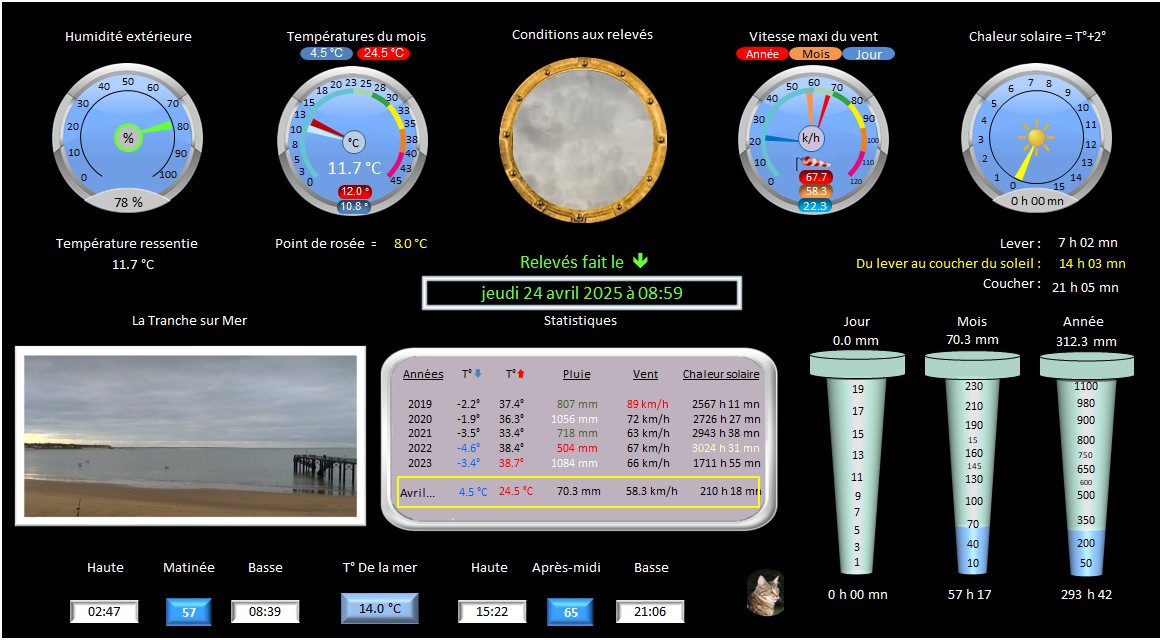 Humidité extérieure
Températures du mois
4.5 °C 24.5 °C
Conditions aux relevés
Vitesse maxi du vent
Année Mois Jour
Chaleur solaire = T°+2°
0 10 20 30 40 50 60 70 80 90 100
%
78 %
0 3 5 8 10 13 15 18 20 23 25 28 30 33 35 38 40 43 45
°C
11.7 °C
12.0 °
10.8 °
0 10 20 30 40 50 60 70 80 90 100 110 120
k/h
67.7
58.3
22.3
0 1 2 3 4 5 6 7 8 9 10 11 12 13 14 15
0 h 00 mn
Température ressentie
11.7 °C
Point de rosée = 8.0 °C
Relevés fait le
jeudi 24 avril 2025 à 08:59
Lever : 7 h 02 mn
Du lever au coucher du soleil : 14 h 03 mn
Coucher : 21 h 05 mn
La Tranche sur Mer
Statistiques
Années T° T° Pluie Vent Chaleur solaire
2019 -2.2° 37.4° 807 mm 89 km/h 2567 h 11 mn
2020 -1.9° 36.3° 1056 mm 72 km/h 2726 h 27 mn
2021 -3.5° 33.4° 718 mm 63 km/h 2943 h 38 mn
2022 -4.6° 38.4° 504 mm 67 km/h 3024 h 31 mn
2023 -3.4° 38.7° 1084 mm 66 km/h 1711 h 55 mn
Avril... 4.5 °C 24.5 °C 70.3 mm 58.3 km/h 210 h 18 mn
Jour
0.0 mm
19
17
15
13
11
9
7
5
3
1
0 h 00 mn
Mois
70.3 mm
230
210
190
15
160
145
130
100
70
40
10
57 h 17
Année
312.3 mm
1100
980
900
800
750
650
600
500
350
200
50
293 h 42
Haute Matinée Basse
02:47 57 08:39
T° De la mer
14.0 °C
Haute Après-midi Basse
15:22 65 21:06